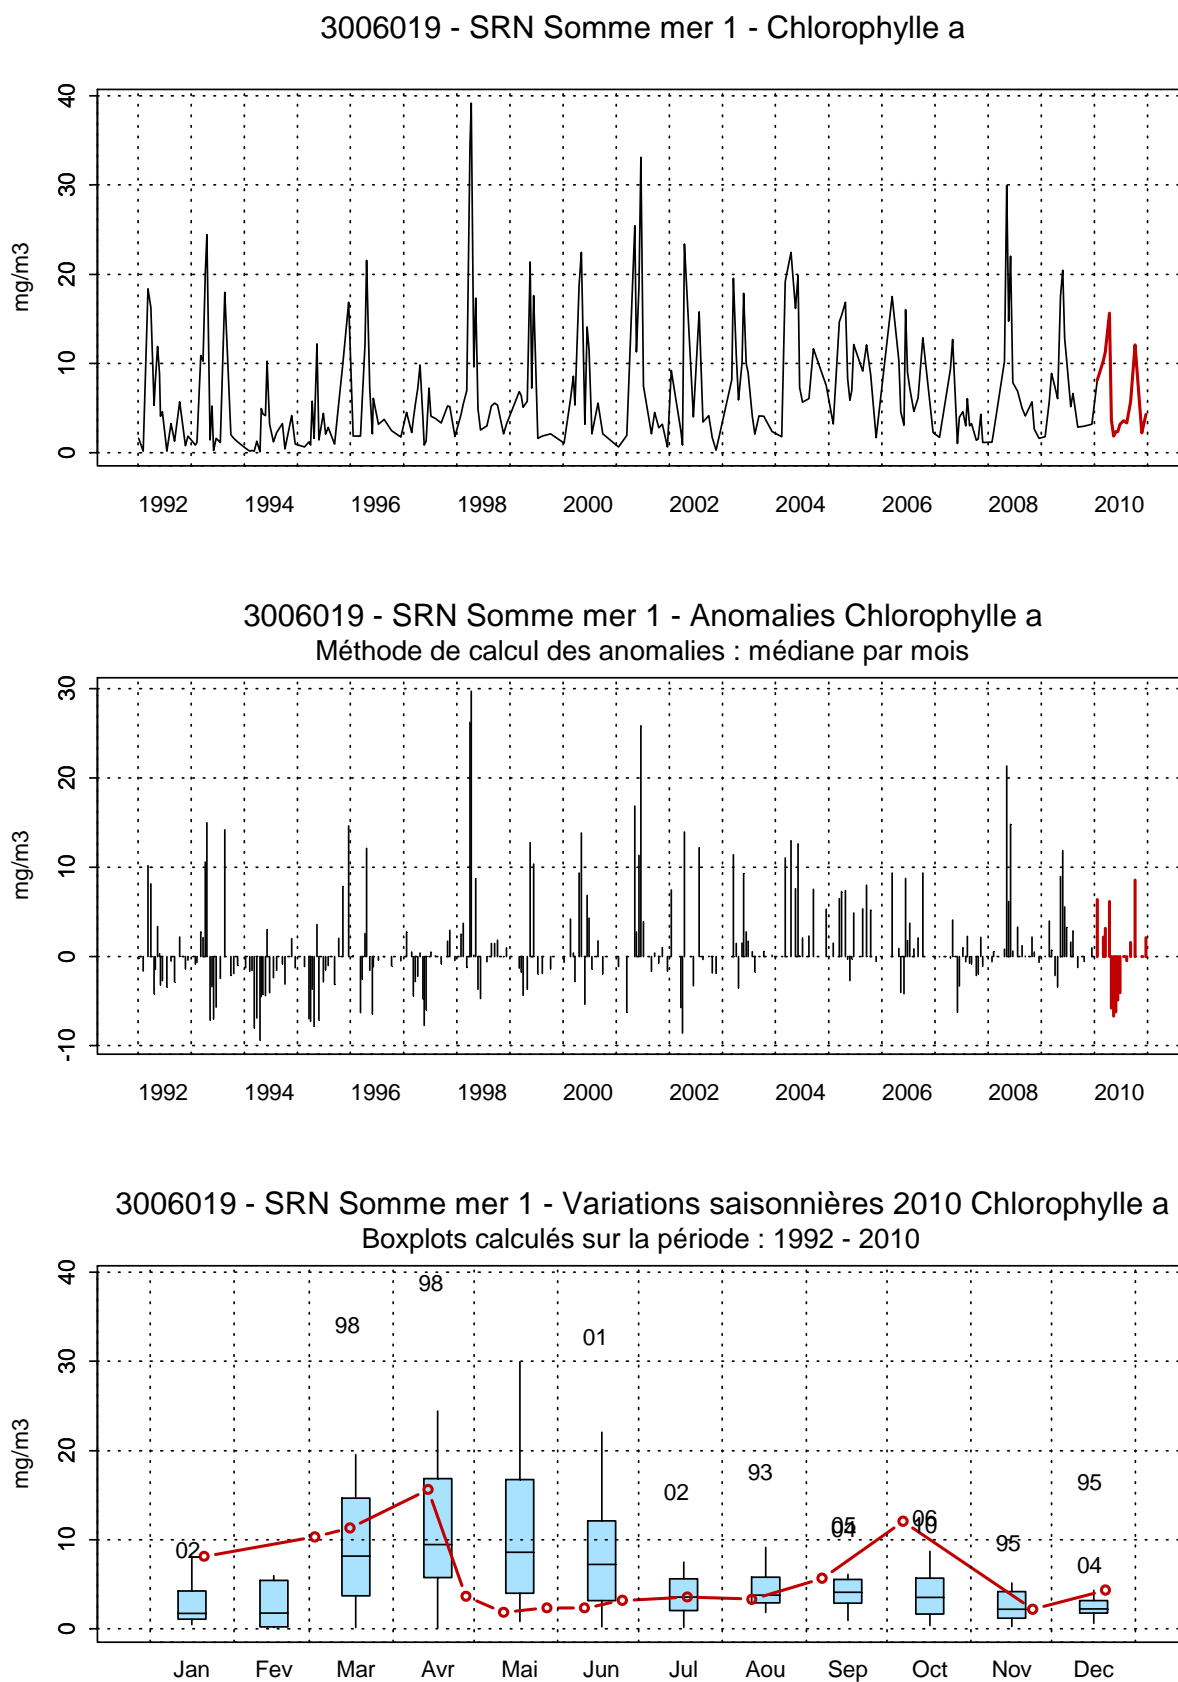 3006019 - SRN Somme mer 1 - Chlorophylle a
40
30
20
10
0
mg/m3
1992 1994 1996 1998 2000 2002 2004 2006 2008 2010
3006019 - SRN Somme mer 1 - Anomalies Chlorophylle a
Méthode de calcul des anomalies : médiane par mois
30
20
10
0
-10
mg/m3
1992 1994 1996 1998 2000 2002 2004 2006 2008 2010
3006019 - SRN Somme mer 1 - Variations saisonnières 2010 Chlorophylle a
Boxplots calculés sur la période : 1992 - 2010
40
30
20
10
0
mg/m3
98
98
01
02
93
95
02
05
04
06
10
95
04
Jan Fev Mar Avr Mai Jun Jul Aou Sep Oct Nov Dec